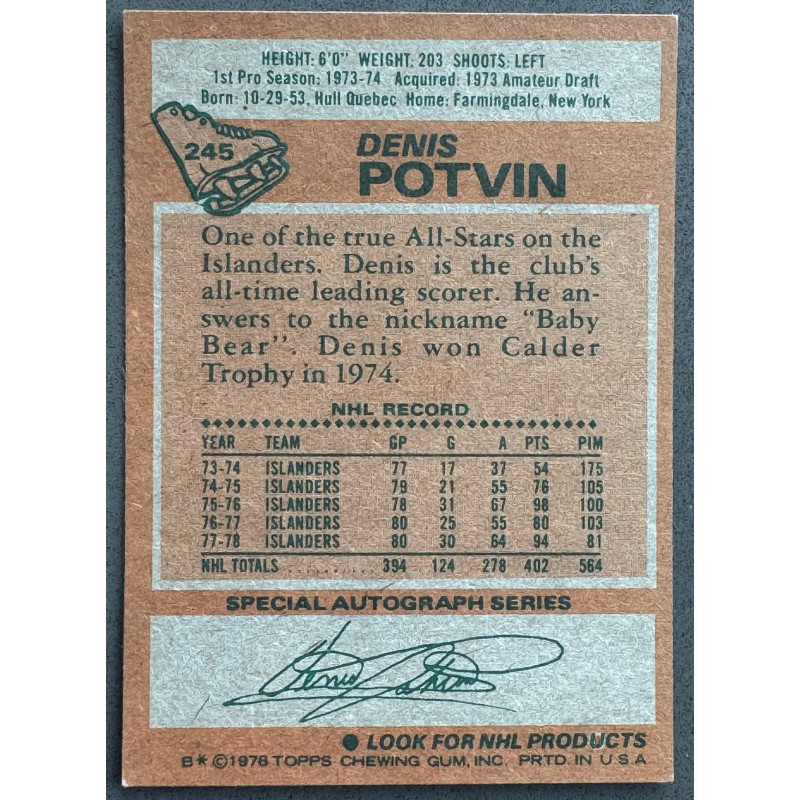 HEIGHT: 6'0" WEIGHT: 203 SHOOTS: LEFT
1st Pro Season: 1973-74 Acquired: 1973 Amateur Draft
Born: 10-29-53, Hull Quebec Home: Farmingdale, New York
245
DENIS
POTVIN
One of the true All-Stars on the
Islanders. Denis is the club's
all-time leading scorer. He an-
swers to the nickname "Baby
Bear". Denis won Calder
Trophy in 1974.
NHL RECORD
YEAR TEAM GP G A PTS PIM
73-74 ISLANDERS 77 17 37 54 175
74-75 ISLANDERS 79 21 55 76 105
75-76 ISLANDERS 78 31 67 98 100
76-77 ISLANDERS 80 25 55 80 103
77-78 ISLANDERS 80 30 64 94 81
NHL TOTALS 394 124 278 402 564
SPECIAL AUTOGRAPH SERIES
Denis Potvin
● LOOK FOR NHL PRODUCTS
B* ©1978 TOPPS CHEWING GUM, INC. PRTD. IN U.S.A